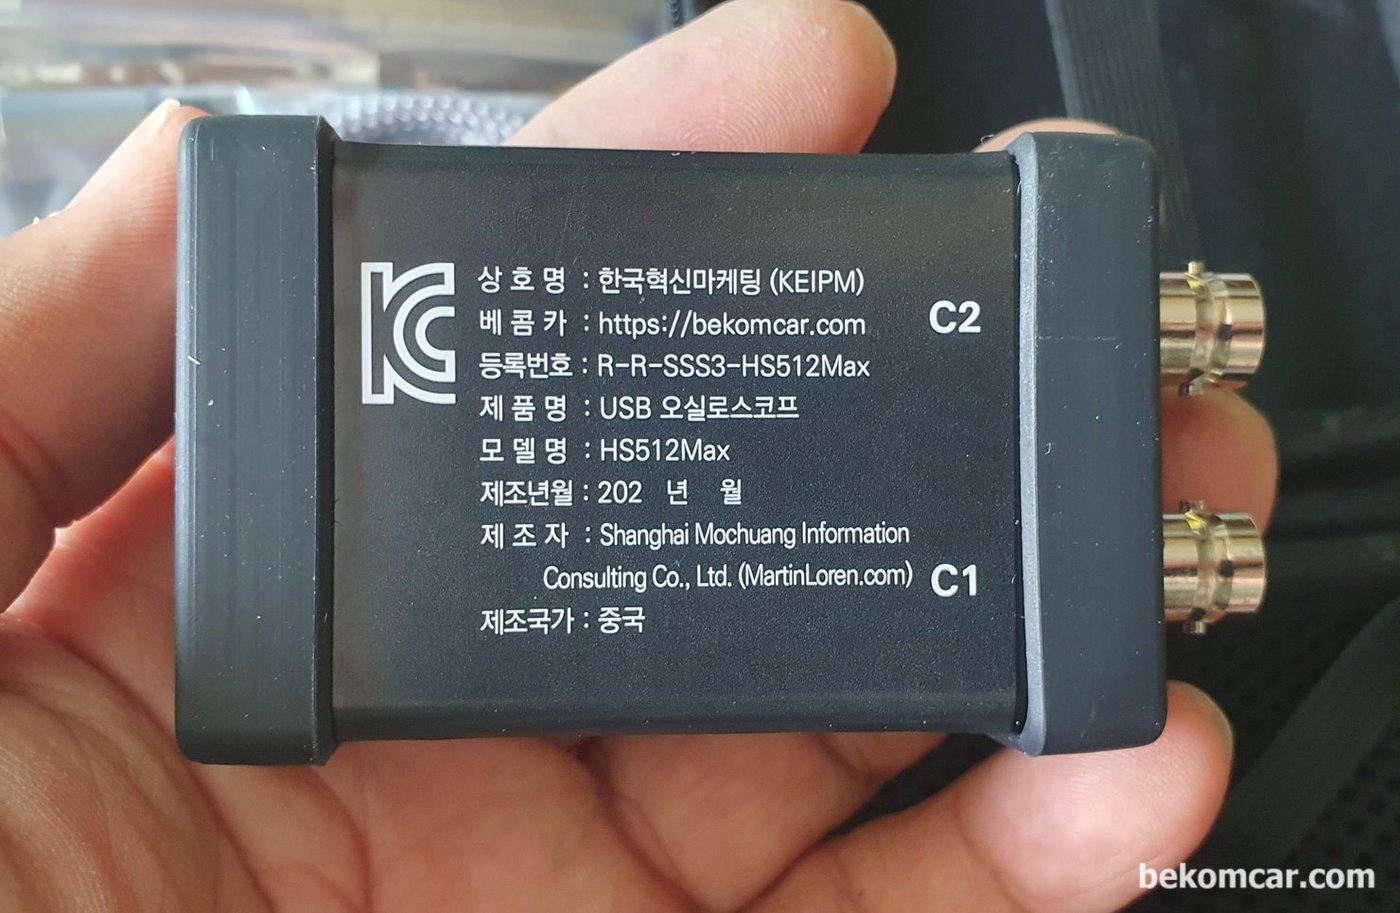 KC
상호명 : 한국혁신마케팅 (KEIPM)
베콤카 : https://bekomcar.com
등록번호 : R-R-SSS3-HS512Max
제품명 : USB 오실로스코프
모델명 : HS512Max
제조년월 : 202 년 월
제조자 : Shanghai Mochuang Information
Consulting Co., Ltd. (MartinLoren.com)
제조국가 : 중국
C2
C1
bekomcar.com